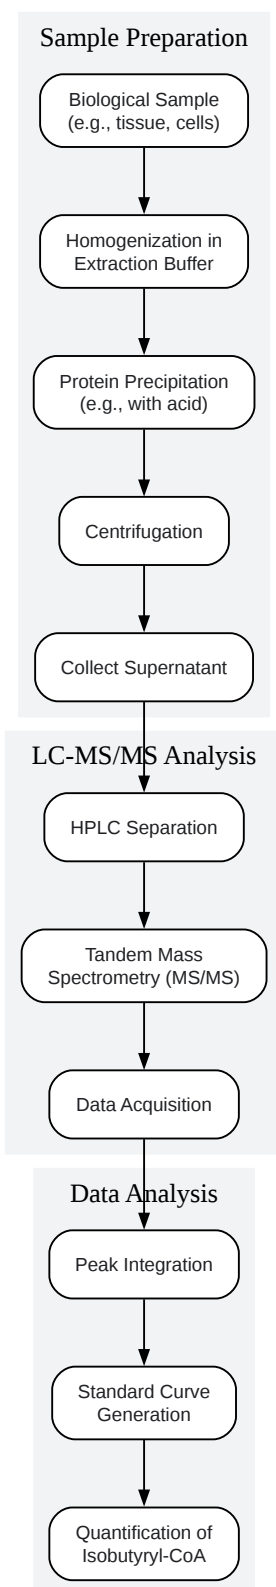 Sample Preparation
Biological Sample
(e.g., tissue, cells)
Homogenization in
Extraction Buffer
Protein Precipitation
(e.g., with acid)
Centrifugation
Collect Supernatant
LC-MS/MS Analysis
HPLC Separation
Tandem Mass
Spectrometry (MS/MS)
Data Acquisition
Data Analysis
Peak Integration
Standard Curve
Generation
Quantification of
Isobutyryl-CoA